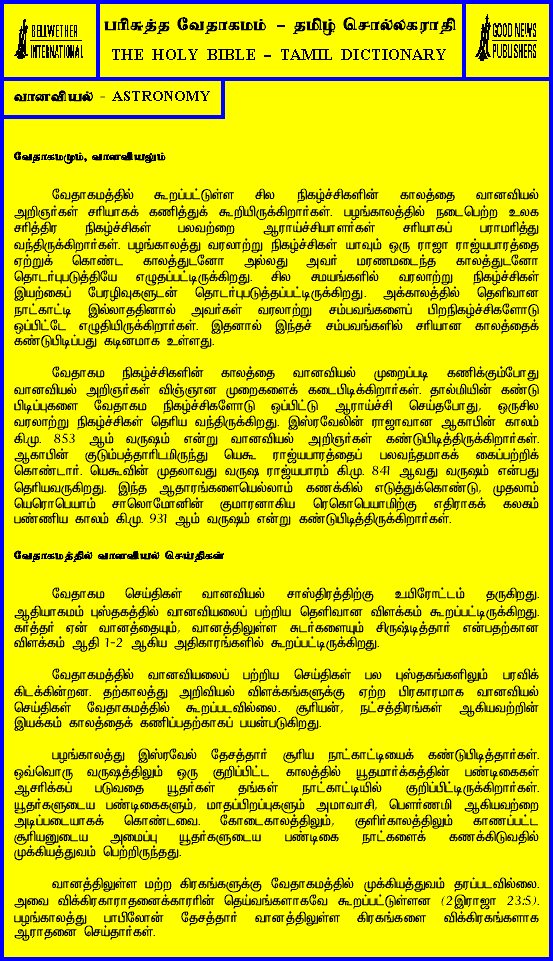 BELLWETHER
INTERNATIONAL
பரிசுத்த வேதாகமம் - தமிழ் சொல்லகராதி
THE HOLY BIBLE - TAMIL DICTIONARY
GOOD NEWS
PUBLISHERS
வானவியல் - ASTRONOMY
வேதாகமமும், வானவியலும்
வேதாகமத்தில் கூறப்பட்டுள்ள சில நிகழ்ச்சிகளின் காலத்தை வானவியல்
அறிஞர்கள் சரியாகக் கணித்துக் கூறியிருக்கிறார்கள். பழங்காலத்தில் நடைபெற்ற உலக
சரித்திர நிகழ்ச்சிகள் பலவற்றை ஆராய்ச்சியாளர்கள் சரியாகப் பராமரித்து
வந்திருக்கிறார்கள். பழங்காலத்து வரலாற்று நிகழ்ச்சிகள் யாவும் ஒரு ராஜா ராஜ்யபாரத்தை
ஏற்றுக் கொண்ட காலத்துடனோ அல்லது அவர் மரணமடைந்த காலத்துடனோ
தொடர்புபடுத்தியே எழுதப்பட்டிருக்கிறது. சில சமயங்களில் வரலாற்று நிகழ்ச்சிகள்
இயற்கைப் பேரழிவுகளுடன் தொடர்புபடுத்தப்பட்டிருக்கிறது. அக்காலத்தில் தெளிவான
நாட்காட்டி இல்லாததினால் அவர்கள் வரலாற்று சம்பவங்களைப் பிறநிகழ்ச்சிகளோடு
ஒப்பிட்டே எழுதியிருக்கிறார்கள். இதனால் இந்தச் சம்பவங்களில் சரியான காலத்தைக்
கண்டுபிடிப்பது கடினமாக உள்ளது.
வேதாகம நிகழ்ச்சிகளின் காலத்தை வானவியல் முறைப்படி கணிக்கும்போது
வானவியல் அறிஞர்கள் விஞ்ஞான முறைகளைக் கடைபிடிக்கிறார்கள். தால்மியின் கண்டு
பிடிப்புகளை வேதாகம நிகழ்ச்சிகளோடு ஒப்பிட்டு ஆராய்ச்சி செய்தபோது, ஒருசில
வரலாற்று நிகழ்ச்சிகள் தெரிய வந்திருக்கிறது. இஸ்ரவேலின் ராஜாவான ஆகாபின் காலம்
கி.மு. 853 ஆம் வருஷம் என்று வானவியல் அறிஞர்கள் கண்டுபிடித்திருக்கிறார்கள்.
ஆகாபின் குடும்பத்தாரிடமிருந்து யெகூ ராஜ்யபாரத்தைப் பலவந்தமாகக் கைப்பற்றிக்
கொண்டார். யெகூவின் முதலாவது வருஷ ராஜ்யபாரம் கி.மு. 841 ஆவது வருஷம் என்பது
தெரியவருகிறது. இந்த ஆதாரங்களையெல்லாம் கணக்கில் எடுத்துக்கொண்டு, முதலாம்
யெரொபெயாம் சாலொமோனின் குமாரனாகிய ரெகொபெயாமிற்கு எதிராகக் கலகம்
பண்ணிய காலம் கி.மு. 931 ஆம் வருஷம் என்று கண்டுபிடித்திருக்கிறார்கள்.
வேதாகமத்தில் வானவியல் செய்திகள்
வேதாகம செய்திகள் வானவியல் சாஸ்திரத்திற்கு உயிரோட்டம் தருகிறது.
ஆதியாகமம் புஸ்தகத்தில் வானவியலைப் பற்றிய தெளிவான விளக்கம் கூறப்பட்டிருக்கிறது.
கர்த்தர் ஏன் வானத்தையும், வானத்திலுள்ள சுடர்களையும் சிருஷ்டித்தார் என்பதற்கான
விளக்கம் ஆதி 1-2 ஆகிய அதிகாரங்களில் கூறப்பட்டிருக்கிறது.
வேதாகமத்தில் வானவியலைப் பற்றிய செய்திகள் பல புஸ்தகங்களிலும் பரவிக்
கிடக்கின்றன. தற்காலத்து அறிவியல் விளக்கங்களுக்கு ஏற்ற பிரகாரமாக வானவியல்
செய்திகள் வேதாகமத்தில் கூறப்படவில்லை. சூரியன், நட்சத்திரங்கள் ஆகியவற்றின்
இயக்கம் காலத்தைக் கணிப்பதற்காகப் பயன்படுகிறது.
பழங்காலத்து இஸ்ரவேல் தேசத்தார் சூரிய நாட்காட்டியைக் கண்டுபிடித்தார்கள்.
ஒவ்வொரு வருஷத்திலும் ஒரு குறிப்பிட்ட காலத்தில் யூதமார்க்கத்தின் பண்டிகைகள்
ஆசரிக்கப் படுவதை யூதர்கள் தங்கள் நாட்காட்டியில் குறிப்பிட்டிருக்கிறார்கள்.
யூதர்களுடைய பண்டிகைகளும், மாதப்பிறப்புகளும் அமாவாசி, பௌர்ணமி ஆகியவற்றை
அடிப்படையாகக் கொண்டவை. கோடைகாலத்திலும், குளிர்காலத்திலும் காணப்பட்ட
சூரியனுடைய அமைப்பு யூதர்களுடைய பண்டிகை நாட்களைக் கணக்கிடுவதில்
முக்கியத்துவம் பெற்றிருந்தது.
வானத்திலுள்ள மற்ற கிரகங்களுக்கு வேதாகமத்தில் முக்கியத்துவம் தரப்படவில்லை.
அவை விக்கிரகாராதனைக்காரரின் தெய்வங்களாகவே கூறப்பட்டுள்ளன (2இராஜா 23:5).
பழங்காலத்து பாபிலோன் தேசத்தார் வானத்திலுள்ள கிரகங்களை விக்கிரகங்களாக
ஆராதனை செய்தார்கள்.